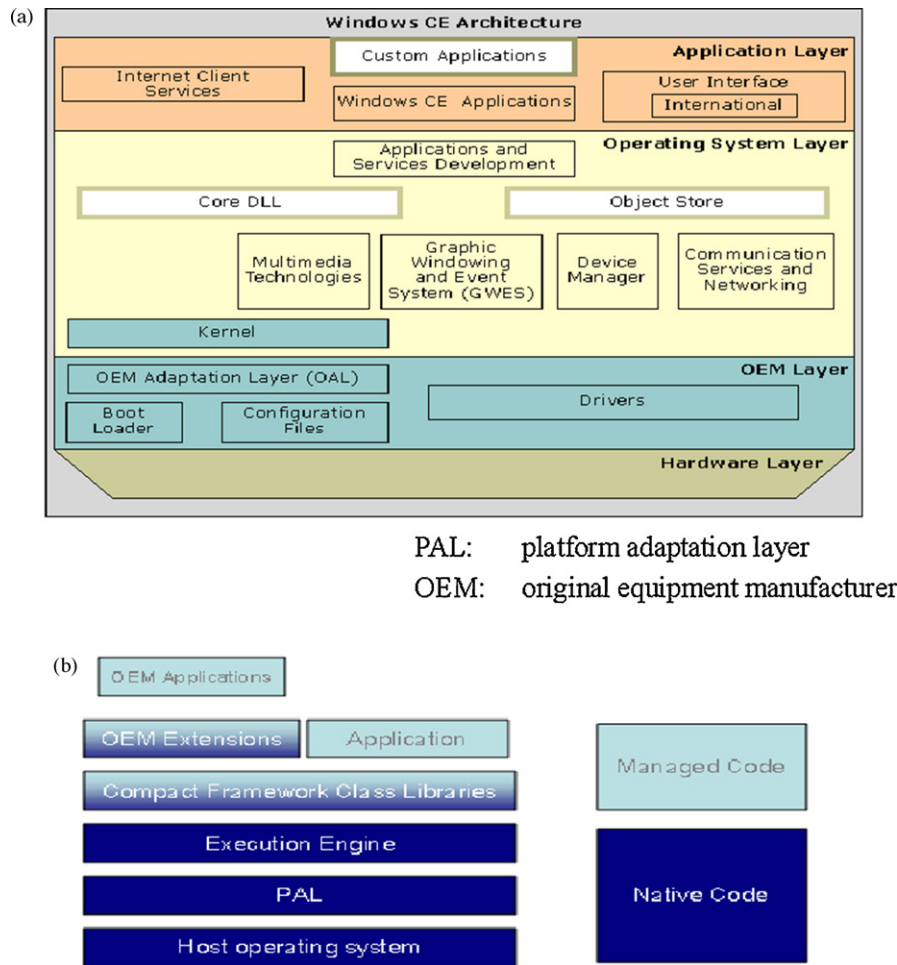 (a)
Windows CE Architecture
Custom Applications
Application Layer
Internet Client
Services
User Interface
Windows CE Applications
International
Applications and
Services Development
Operating System Layer
Core DLL
Object Store
Multimedia
Technologies
Graphic
Windowing
and Event
System (GWES)
Device
Manager
Communication
Services and
Networking
Kernel
OEM Layer
OEM Adaptation Layer (OAL)
Drivers
Boot
Loader
Configuration
Files
Hardware Layer
PAL: platform adaptation layer
OEM: original equipment manufacturer
(b)
OEM Applications
OEM Extensions
Application
Managed Code
Compact Framework Class Libraries
Execution Engine
PAL
Native Code
Host operating system